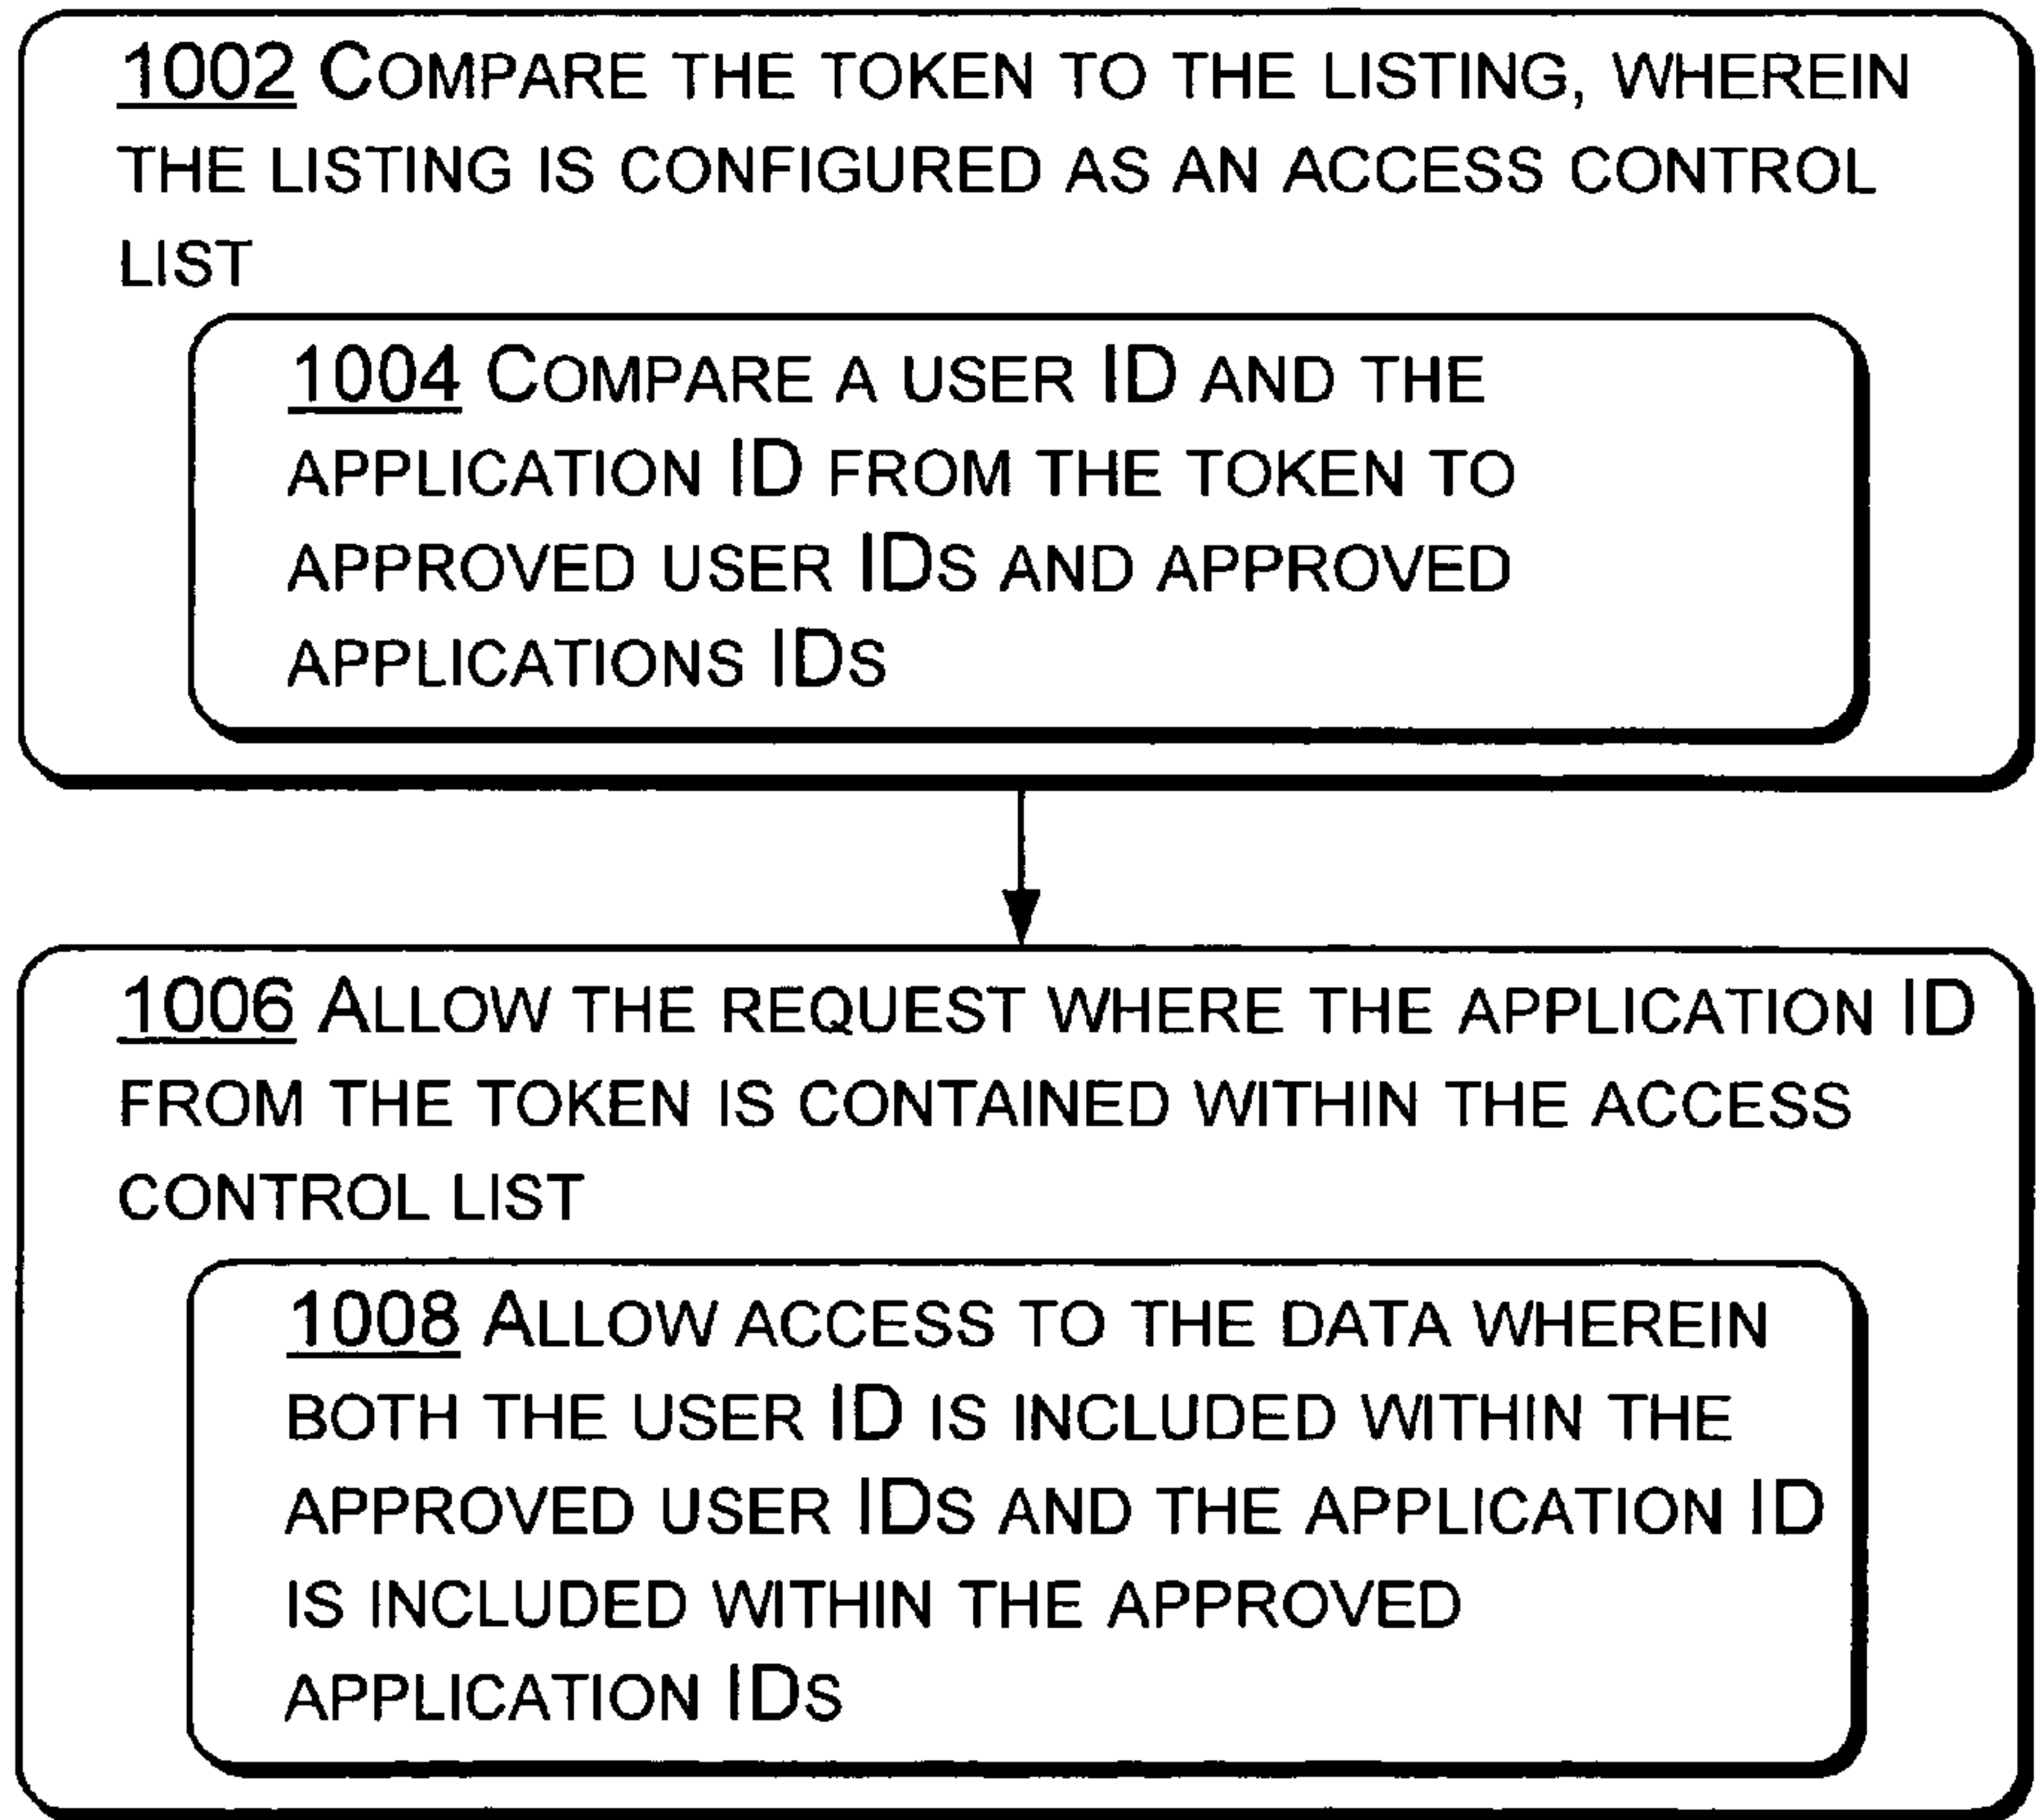 1002 COMPARE THE TOKEN TO THE LISTING, WHEREIN
THE LISTING IS CONFIGURED AS AN ACCESS CONTROL
LIST
1004 COMPARE A USER ID AND THE
APPLICATION ID FROM THE TOKEN TO
APPROVED USER IDS AND APPROVED
APPLICATIONS IDS
1006 ALLOW THE REQUEST WHERE THE APPLICATION ID
FROM THE TOKEN IS CONTAINED WITHIN THE ACCESS
CONTROL LIST
1008 ALLOW ACCESS TO THE DATA WHEREIN
BOTH THE USER ID IS INCLUDED WITHIN THE
APPROVED USER IDS AND THE APPLICATION ID
IS INCLUDED WITHIN THE APPROVED
APPLICATION IDS